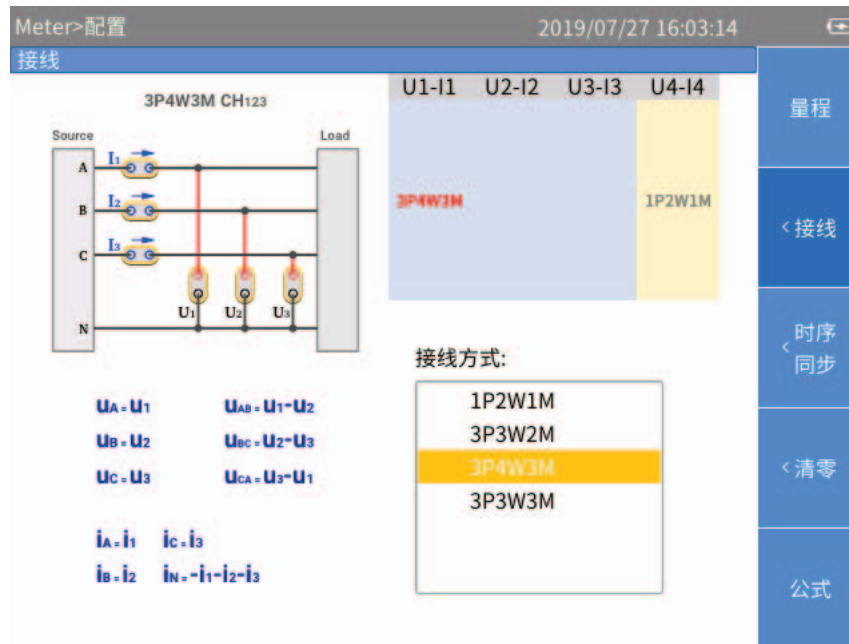 Meter>配置 2019/07/27 16:03:14
接线
3P4W3M CH123
Source Load
A I1
B I2
C I3
U1 U2 U3
N
uA=u1 uAB=u1-u2
uB=u2 uBC=u2-u3
uC=u3 uCA=u3-u1
iA=i1 iC=i3
iB=i2 iN=-i1-i2-i3
U1-I1 U2-I2 U3-I3 U4-I4
3P4W3M 1P2W1M
接线方式:
1P2W1M
3P3W2M
3P4W3M
3P3W3M
量程
<接线
<时序
同步
<清零
公式